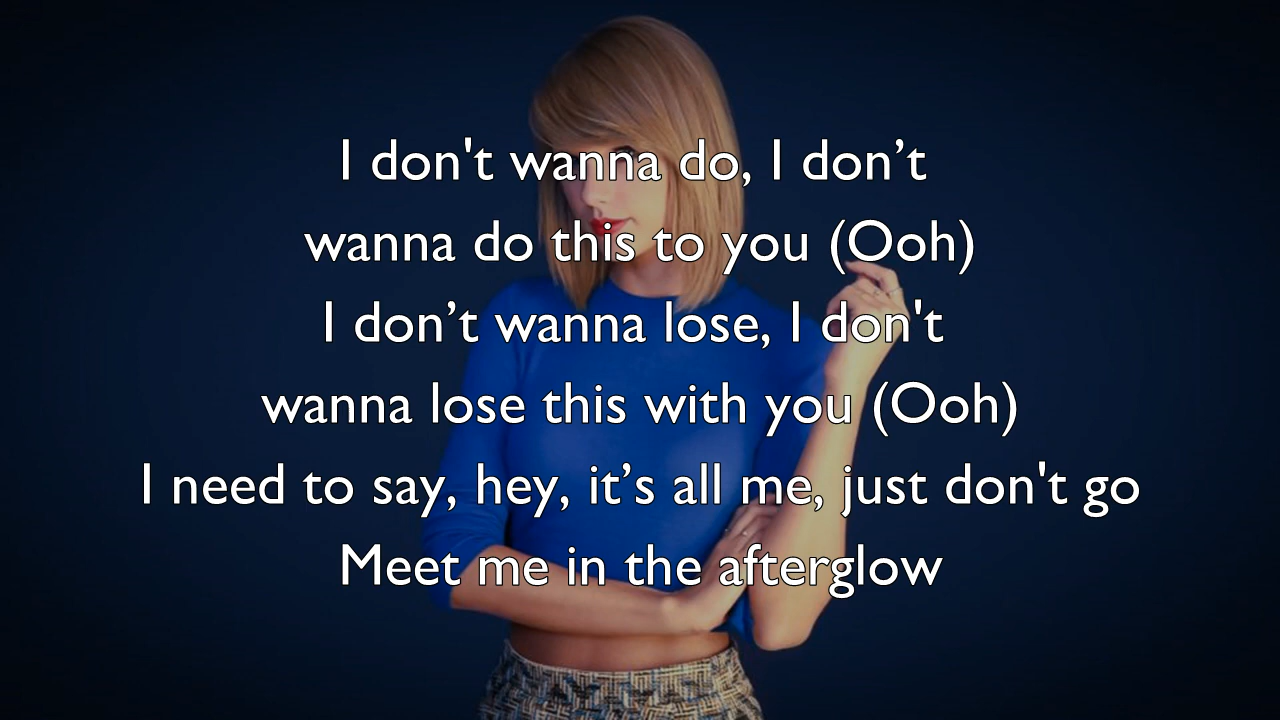 I don't wanna do, I don’t
wanna do this to you (Ooh)
I don’t wanna lose, I don't
wanna lose this with you (Ooh)
I need to say, hey, it’s all me, just don't go
Meet me in the afterglow